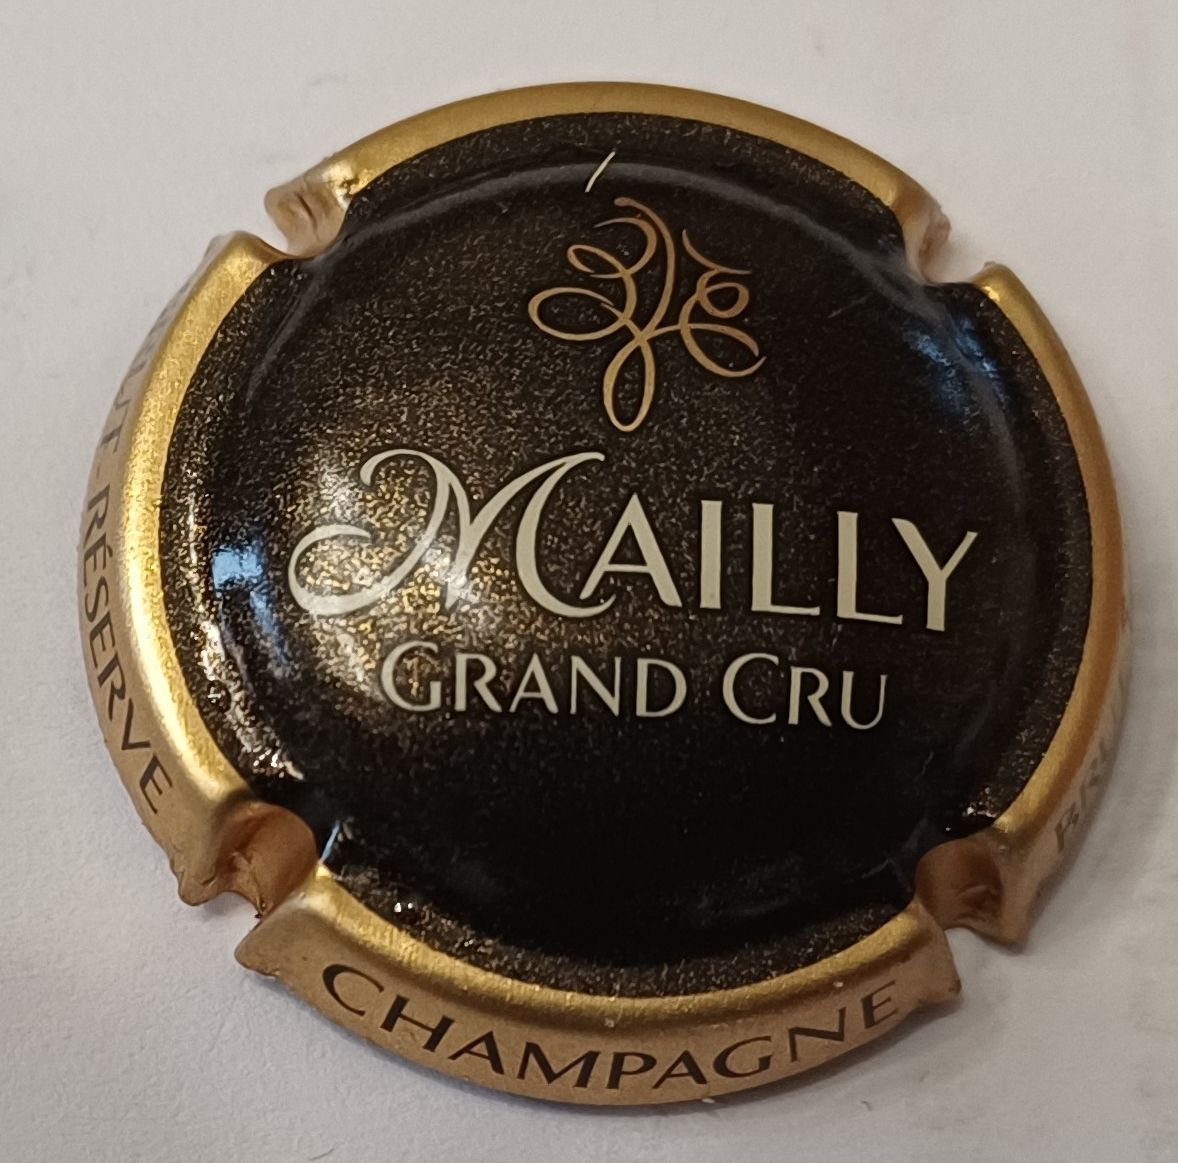 MAILLY
GRAND CRU
CHAMPAGNE
RÉSERVE